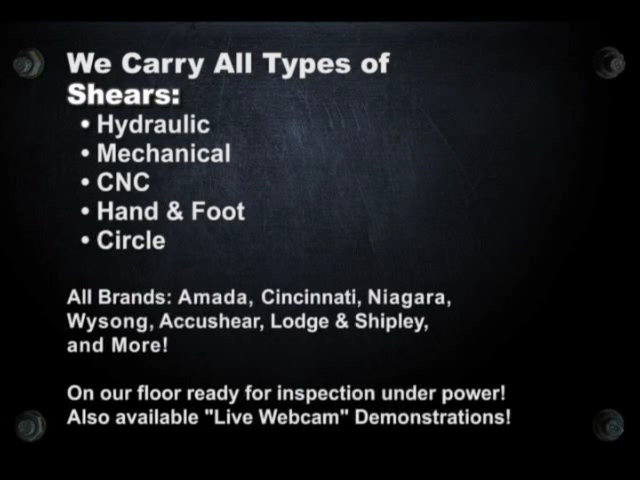 We Carry All Types of
Shears:
• Hydraulic
• Mechanical
• CNC
• Hand & Foot
• Circle
All Brands: Amada, Cincinnati, Niagara,
Wysong, Accushear, Lodge & Shipley,
and More!
On our floor ready for inspection under power!
Also available "Live Webcam" Demonstrations!